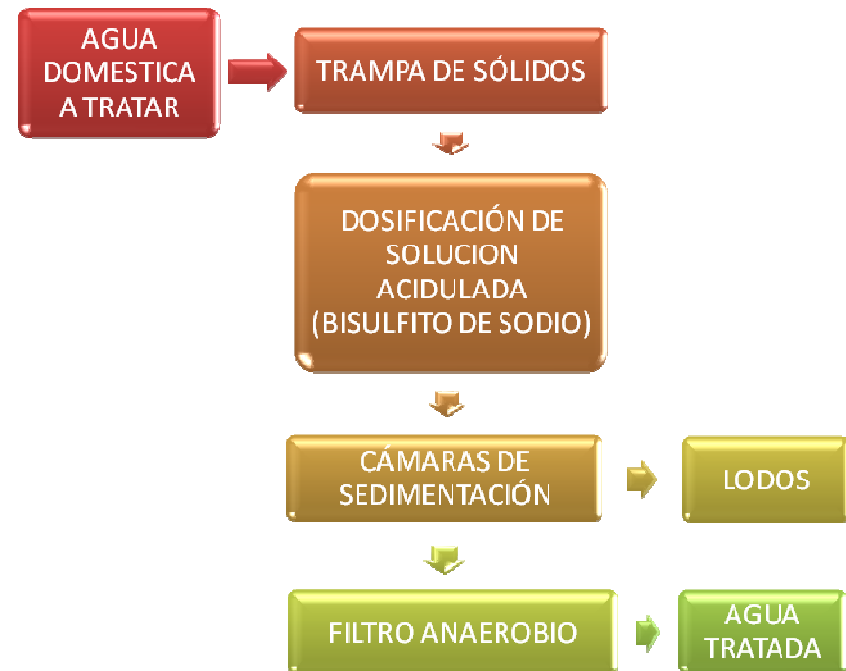 AGUA
DOMESTICA
A TRATAR
TRAMPA DE SÓLIDOS
DOSIFICACIÓN DE
SOLUCION
ACIDULADA
(BISULFITO DE SODIO)
CÁMARAS DE
SEDIMENTACIÓN
LODOS
FILTRO ANAEROBIO
AGUA
TRATADA